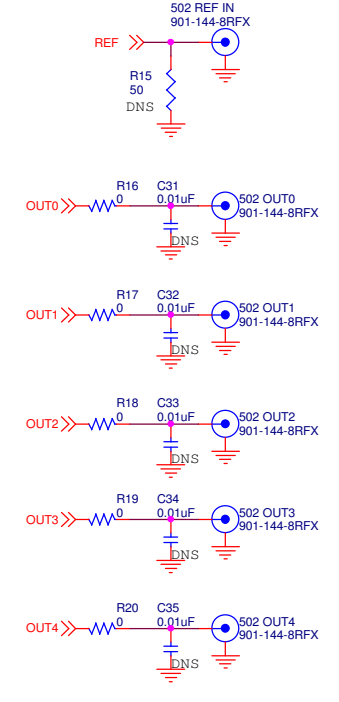 502 REF IN
901-144-8RFX
REF
R15
50
DNS
R16 C31
OUT0 0 0.01uF 502 OUT0
901-144-8RFX
DNS
R17 C32
OUT1 0 0.01uF 502 OUT1
901-144-8RFX
DNS
R18 C33
OUT2 0 0.01uF 502 OUT2
901-144-8RFX
DNS
R19 C34
OUT3 0 0.01uF 502 OUT3
901-144-8RFX
DNS
R20 C35
OUT4 0 0.01uF 502 OUT4
901-144-8RFX
DNS